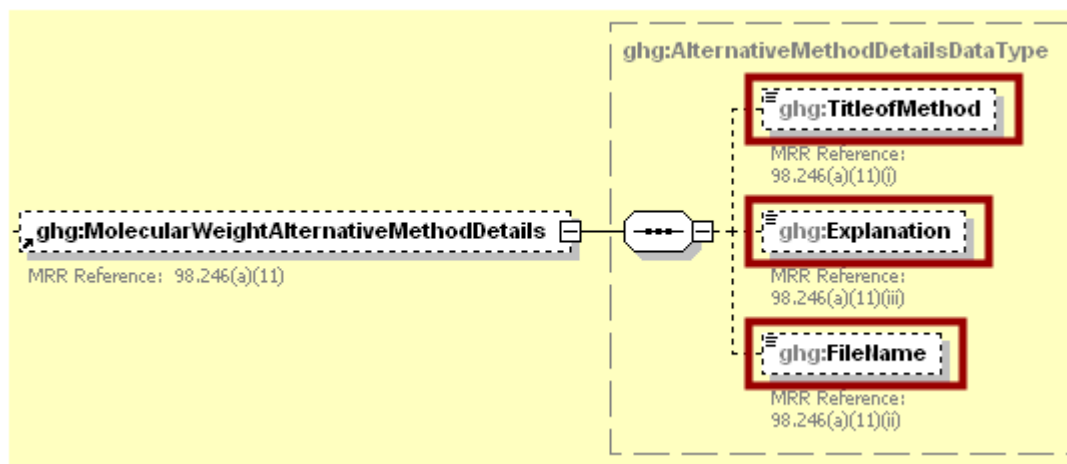 ghg:AlternativeMethodDetailsDataType
ghg:TitleofMethod
MRR Reference:
98.246(a)(11)(i)
ghg:MolecularWeightAlternativeMethodDetails
MRR Reference: 98.246(a)(11)
ghg:Explanation
MRR Reference:
98.246(a)(11)(iii)
ghg:FileName
MRR Reference:
98.246(a)(11)(ii)